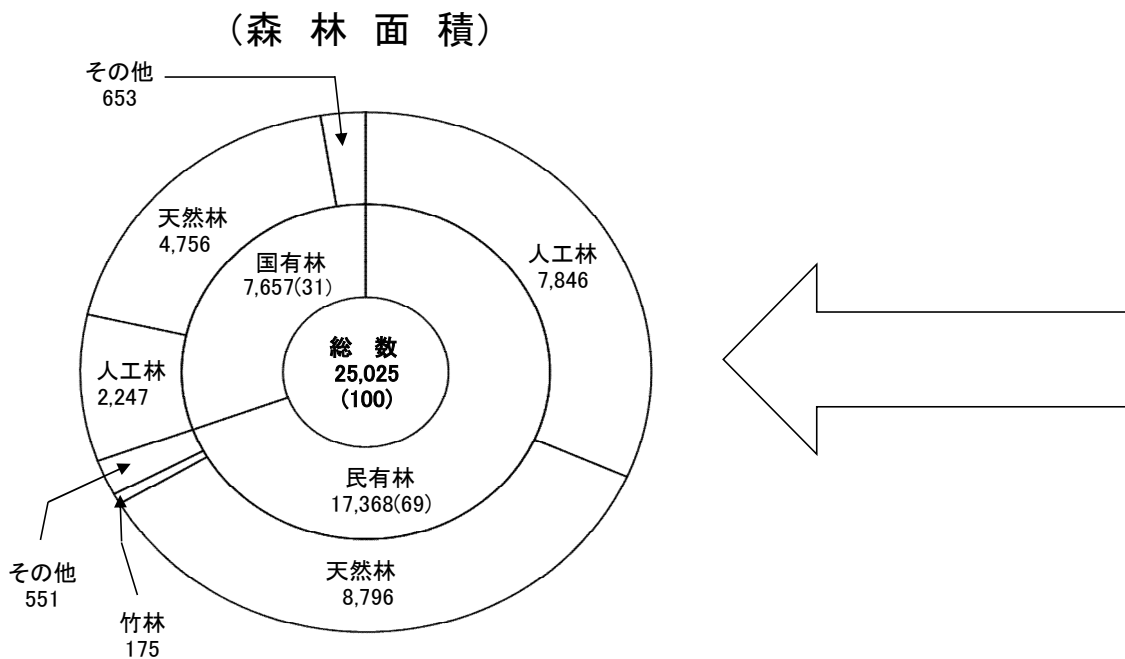 （森 林 面 積）
その他
653
天然林
4,756
国有林
7,657(31)
人工林
7,846
人工林
2,247
総 数
25,025
(100)
民有林
17,368(69)
天然林
8,796
その他
551
竹林
175